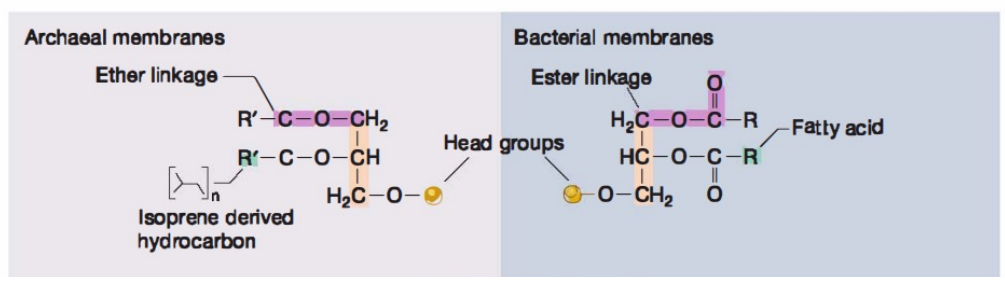 Archaeal membranes
Ether linkage
R′–C–O–CH₂
R′–C–O–CH
H₂C–O–
n
Isoprene derived
hydrocarbon
Head groups
Bacterial membranes
Ester linkage
O
H₂C–O–C–R
HC–O–C–R
–O–CH₂
O
Fatty acid